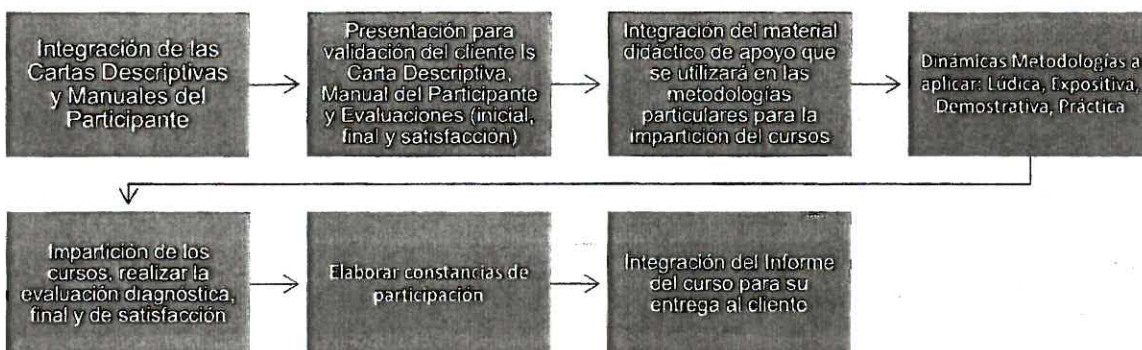 Integración de las
Cartas Descriptivas
y Manuales del
Participante
Presentación para
validación del cliente ls
Carta Descriptiva,
Manual del Participante
y Evaluaciones (inicial,
final y satisfacción)
Integración del material
didáctico de apoyo que
se utilizará en las
metodologías
particulares para la
impartición del cursos
Dinámicas Metodologías a
aplicar: Lúdica, Expositiva,
Demostrativa, Práctica
Impartición de los
cursos, realizar la
evaluación diagnóstica,
final y de satisfacción
Elaborar constancias de
participación
Integración del Informe
del curso para su
entrega al cliente